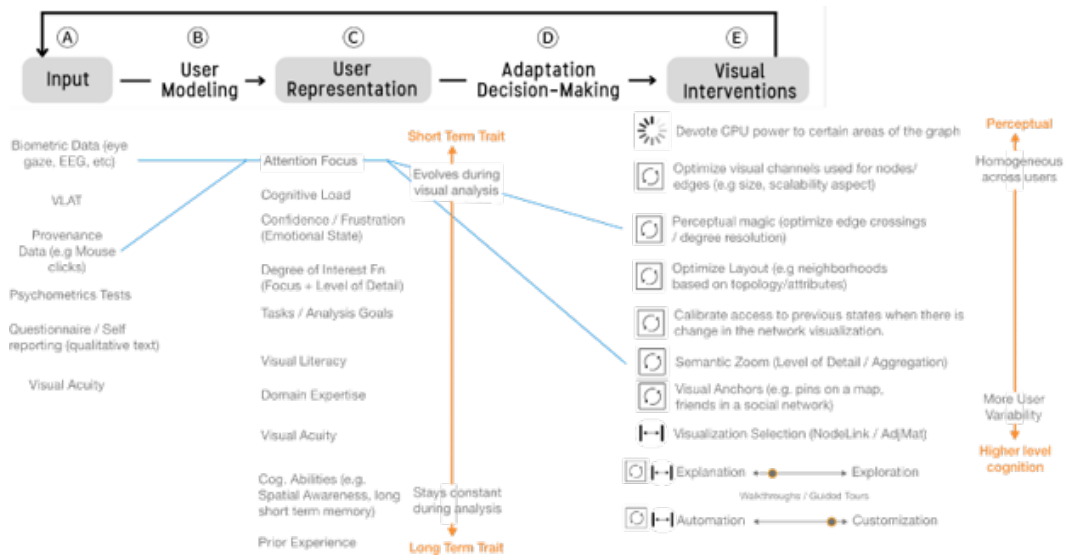 A
B
C
D
E
Input
User
Modeling
User
Representation
Adaptation
Decision-Making
Visual
Interventions
Biometric Data (eye
gaze, EEG, etc)
VLAT
Provenance
Data (e.g Mouse
clicks)
Psychometrics Tests
Questionnaire / Self
reporting (qualitative text)
Visual Acuity
Attention Focus
Cognitive Load
Confidence / Frustration
(Emotional State)
Degree of Interest Fn
(Focus + Level of Detail)
Tasks / Analysis Goals
Visual Literacy
Domain Expertise
Visual Acuity
Cog. Abilities (e.g.
Spatial Awareness, long
short term memory)
Prior Experience
Short Term Trait
Evolves during
visual analysis
Stays constant
during analysis
Long Term Trait
Devote CPU power to certain areas of the graph
Optimize visual channels used for nodes/
edges (e.g size, scalability aspect)
Perceptual magic (optimize edge crossings
/ degree resolution)
Optimize Layout (e.g neighborhoods
based on topology/attributes)
Calibrate access to previous states when there is
change in the network visualization.
Semantic Zoom (Level of Detail / Aggregation)
Visual Anchors (e.g. pins on a map,
friends in a social network)
Visualization Selection (NodeLink / AdjMat)
Explanation Exploration
Walkthroughs / Guided Tours
Automation Customization
Perceptual
Homogeneous
across users
More User
Variability
Higher level
cognition